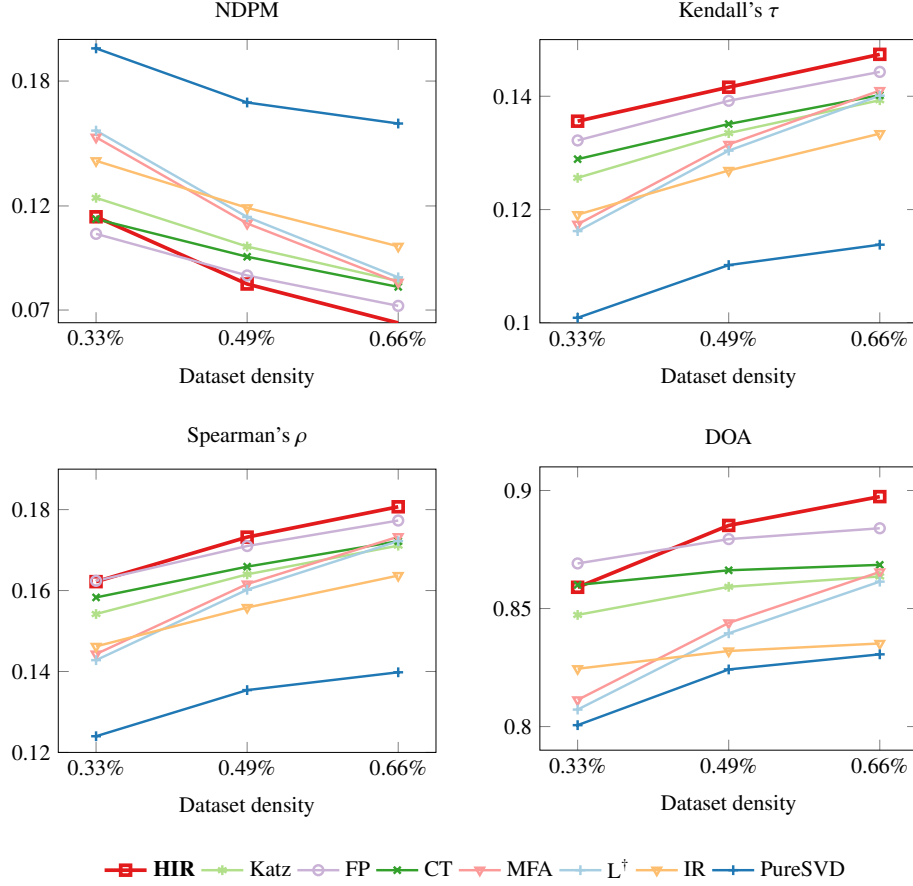 NDPM
0.18
0.12
0.07
0.33% 0.49% 0.66%
Dataset density
Kendall's τ
0.14
0.12
0.1
0.33% 0.49% 0.66%
Dataset density
Spearman's ρ
0.18
0.16
0.14
0.12
0.33% 0.49% 0.66%
Dataset density
DOA
0.9
0.85
0.8
0.33% 0.49% 0.66%
Dataset density
HIR Katz FP CT MFA L† IR PureSVD